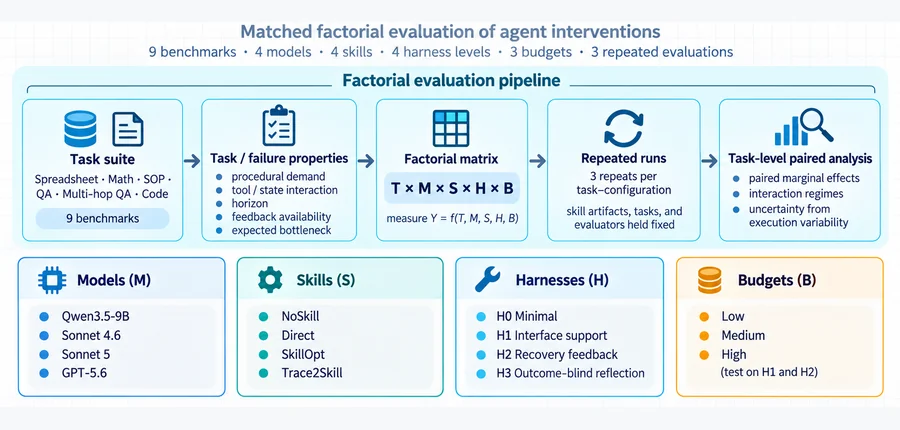 Matched factorial evaluation of agent interventions
9 benchmarks • 4 models • 4 skills • 4 harness levels • 3 budgets • 3 repeated evaluations
Factorial evaluation pipeline
Task suite
Spreadsheet · Math · SOP ·
QA · Multi-hop QA · Code
9 benchmarks
Task / failure properties
procedural demand
tool / state interaction
horizon
feedback availability
expected bottleneck
Factorial matrix
T × M × S × H × B
measure Y = f(T, M, S, H, B)
Repeated runs
3 repeats per
task–configuration
skill artifacts, tasks, and
evaluators held fixed
Task-level paired analysis
paired marginal effects
interaction regimes
uncertainty from
execution variability
Models (M)
Qwen3.5-9B
Sonnet 4.6
Sonnet 5
GPT-5.6
Skills (S)
NoSkill
Direct
SkillOpt
Trace2Skill
Harnesses (H)
H0 Minimal
H1 Interface support
H2 Recovery feedback
H3 Outcome-blind reflection
Budgets (B)
Low
Medium
High
(test on H1 and H2)